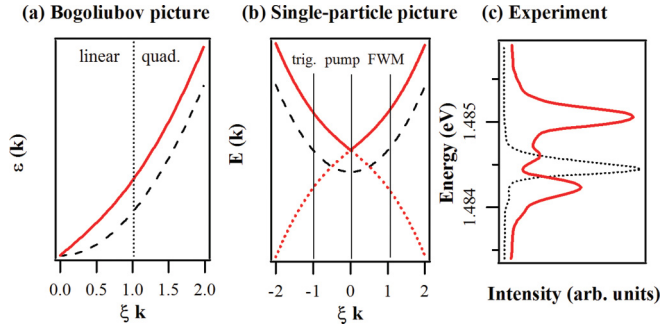 (a) Bogoliubov picture
linear
quad.
ε (k)
0.0 0.5 1.0 1.5 2.0
ξ k
(b) Single-particle picture
trig. pump FWM
E (k)
-2 -1 0 1 2
ξ k
(c) Experiment
Energy (eV)
1.485
1.484
Intensity (arb. units)